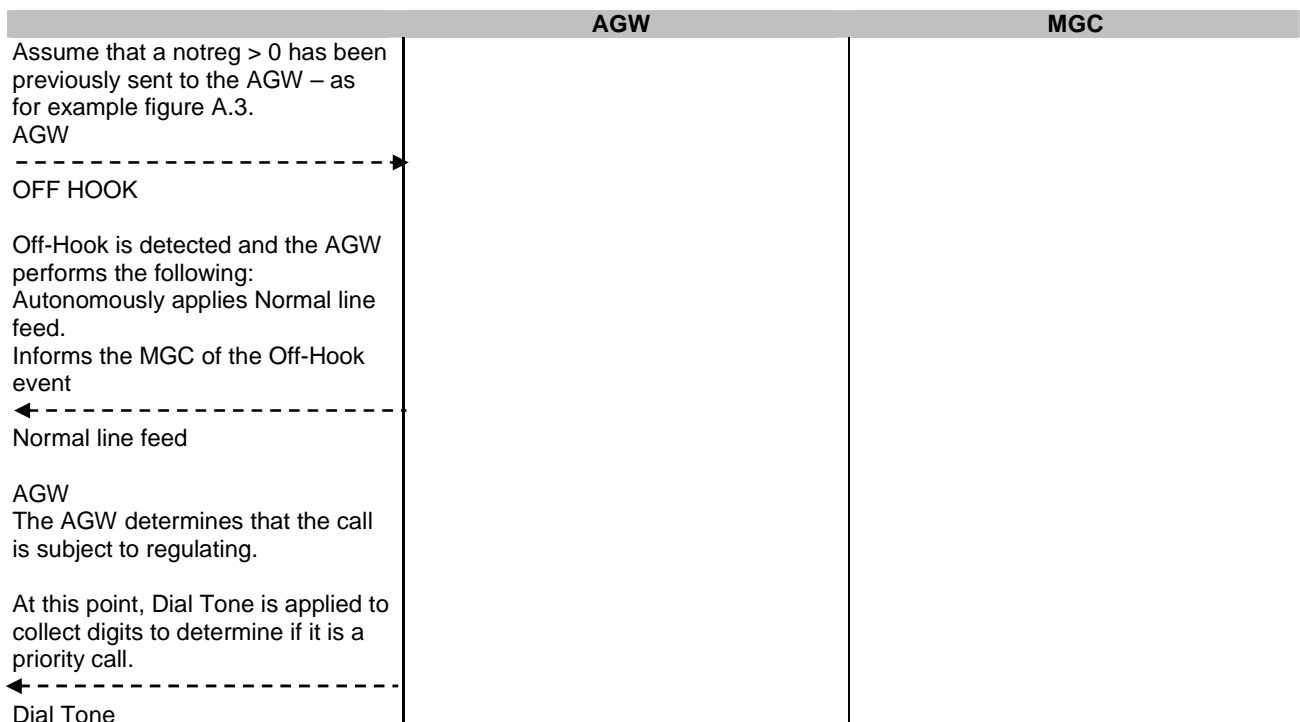 AGW MGC
Assume that a notreg > 0 has been
previously sent to the AGW – as
for example figure A.3.
AGW
OFF HOOK
Off-Hook is detected and the AGW
performs the following:
Autonomously applies Normal line
feed.
Informs the MGC of the Off-Hook
event
Normal line feed
AGW
The AGW determines that the call
is subject to regulating.
At this point, Dial Tone is applied to
collect digits to determine if it is a
priority call.
Dial Tone